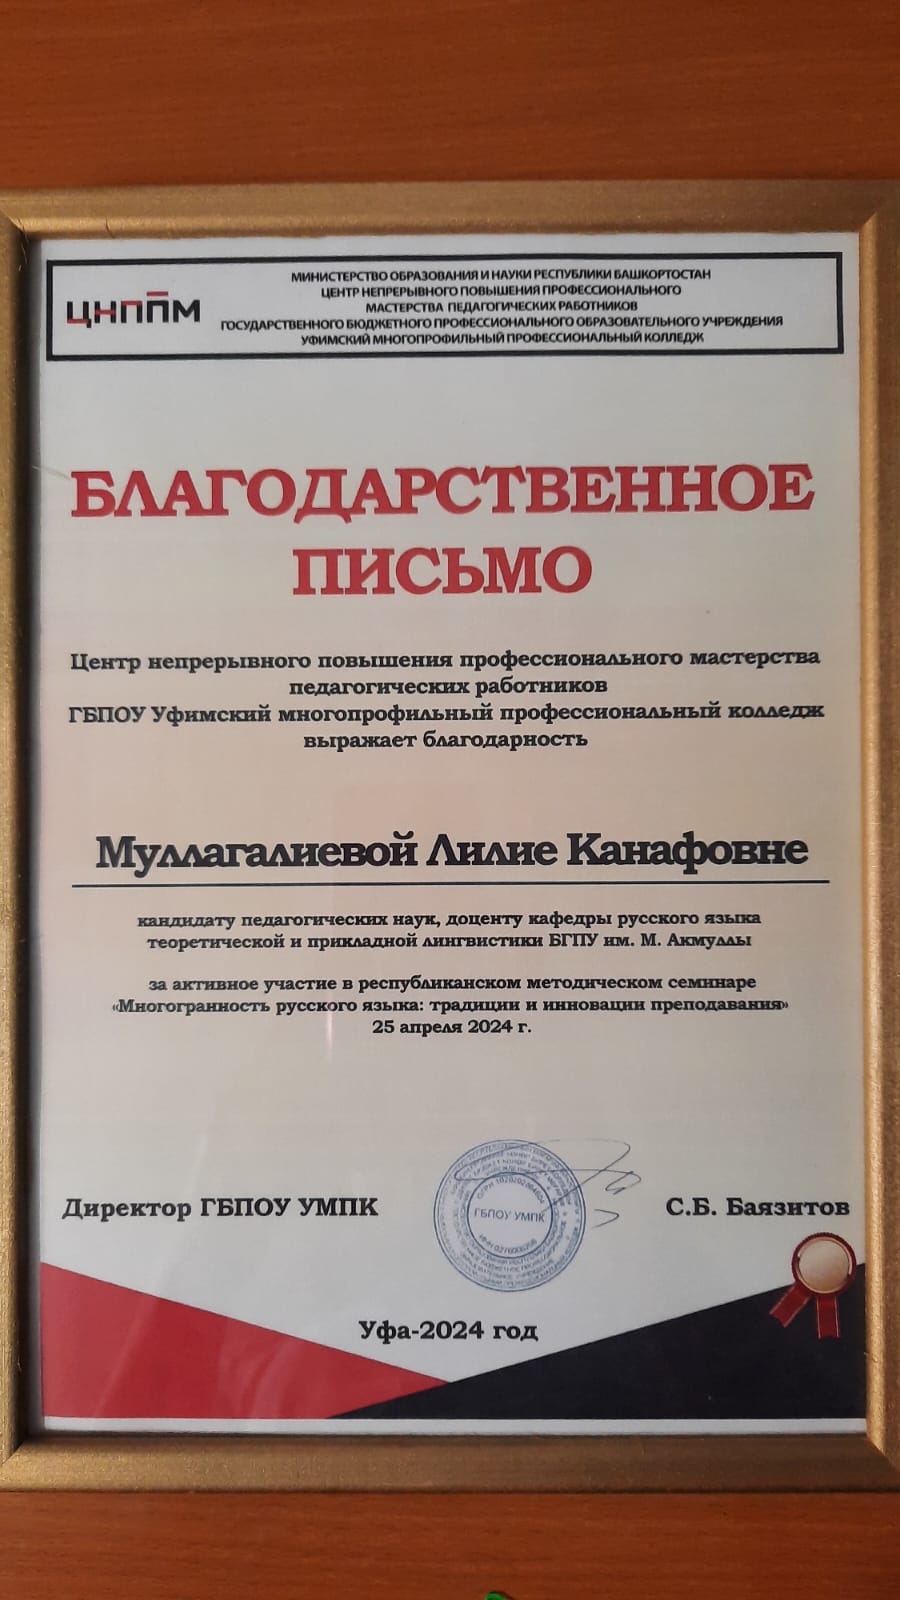 ЦНППМ
МИНИСТЕРСТВО ОБРАЗОВАНИЯ И НАУКИ РЕСПУБЛИКИ БАШКОРТОСТАН
ЦЕНТР НЕПРЕРЫВНОГО ПОВЫШЕНИЯ ПРОФЕССИОНАЛЬНОГО
МАСТЕРСТВА ПЕДАГОГИЧЕСКИХ РАБОТНИКОВ
ГОСУДАРСТВЕННОГО БЮДЖЕТНОГО ПРОФЕССИОНАЛЬНОГО ОБРАЗОВАТЕЛЬНОГО УЧРЕЖДЕНИЯ
УФИМСКИЙ МНОГОПРОФИЛЬНЫЙ ПРОФЕССИОНАЛЬНЫЙ КОЛЛЕДЖ
БЛАГОДАРСТВЕННОЕ
ПИСЬМО
Центр непрерывного повышения профессионального мастерства
педагогических работников
ГБПОУ Уфимский многопрофильный профессиональный колледж
выражает благодарность
Муллагалиевой Лилие Канафовне
кандидату педагогических наук, доценту кафедры русского языка
теоретической и прикладной лингвистики БГПУ им. М. Акмуллы
за активное участие в республиканском методическом семинаре
«Многогранность русского языка: традиции и инновации преподавания»
25 апреля 2024 г.
Директор ГБПОУ УМПК
ГБПОУ УМПК
С.Б. Баязитов
Уфа-2024 год